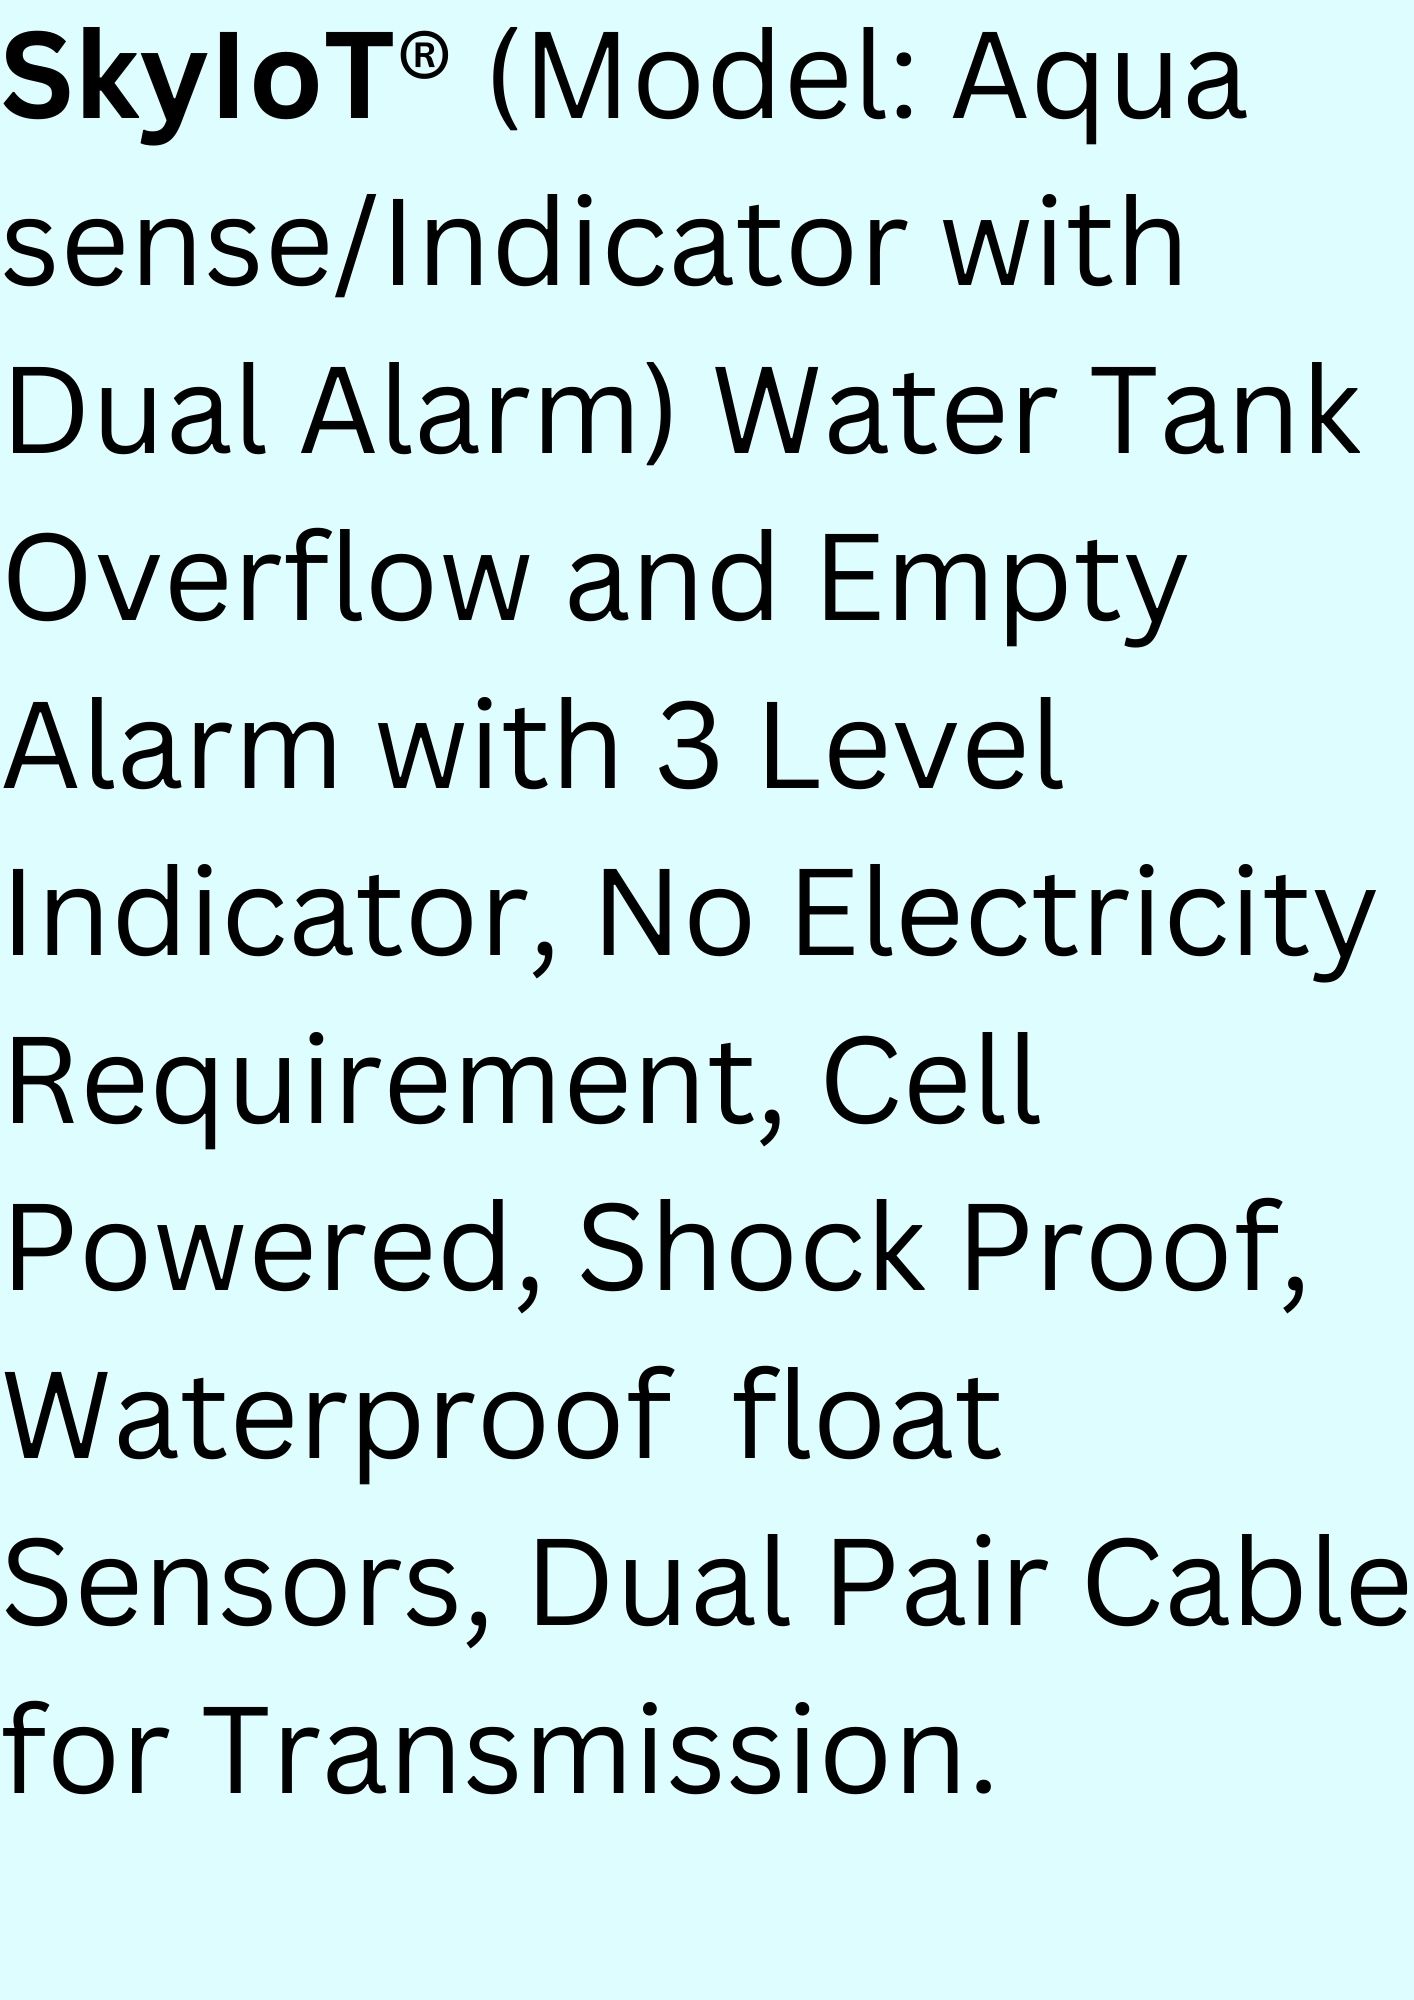 SkyIoT® (Model: Aqua
sense/Indicator with
Dual Alarm) Water Tank
Overflow and Empty
Alarm with 3 Level
Indicator, No Electricity
Requirement, Cell
Powered, Shock Proof,
Waterproof  float
Sensors, Dual Pair Cable
for Transmission.